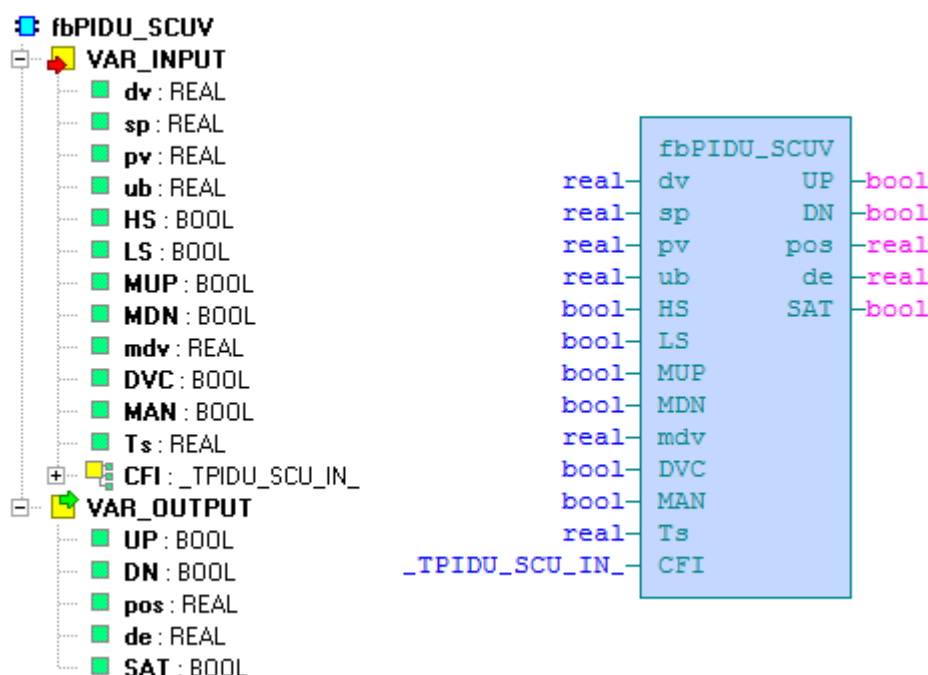 fbPIDU_SCUV
VAR_INPUT
dv : REAL
sp : REAL
pv : REAL
ub : REAL
HS : BOOL
LS : BOOL
MUP : BOOL
MDN : BOOL
mdv : REAL
DVC : BOOL
MAN : BOOL
Ts : REAL
CFI : _TPIDU_SCU_IN_
VAR_OUTPUT
UP : BOOL
DN : BOOL
pos : REAL
de : REAL
SAT : BOOL
fbPIDU_SCUV
real dv UP bool
real sp DN bool
real pv pos real
real ub de real
bool HS SAT bool
bool LS
bool MUP
bool MDN
real mdv
bool DVC
bool MAN
real Ts
_TPIDU_SCU_IN_ CFI